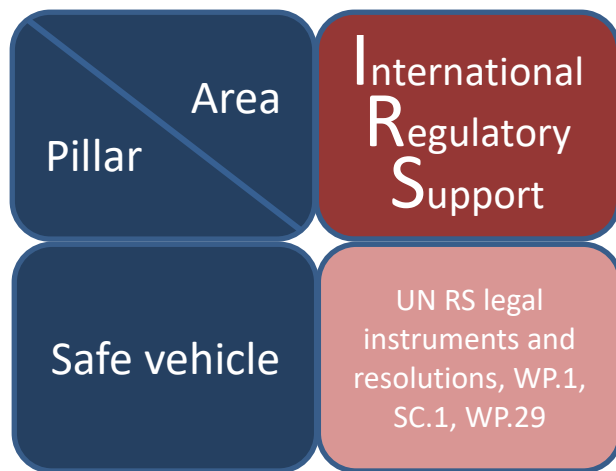 Area
Pillar
International
Regulatory
Support
Safe vehicle
UN RS legal
instruments and
resolutions, WP.1,
SC.1, WP.29